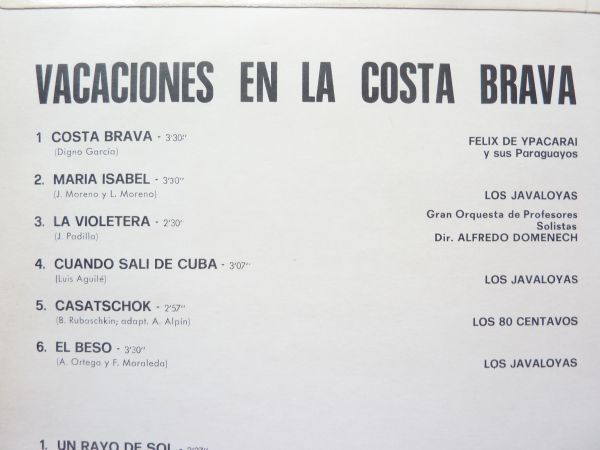 VACACIONES EN LA COSTA BRAVA
1 COSTA BRAVA - 3'30"
(Digno García)
FELIX DE YPACARAI
y sus Paraguayos
2. MARIA ISABEL - 3'30"
(J. Moreno y L. Moreno)
LOS JAVALOYAS
3. LA VIOLETERA - 2'30'
(J. Padilla)
Gran Orquesta de Profesores
Solistas
Dir. ALFREDO DOMENECH
4. CUANDO SALI DE CUBA - 3'07"
(Luis Aguilé)
LOS JAVALOYAS
5. CASATSCHOK - 2'57"
(B. Rubaschkin; adapt. A. Alpin)
LOS 80 CENTAVOS
6. EL BESO - 3'30"
(A. Ortega y F. Moraleda)
LOS JAVALOYAS
1. UN RAYO DE SOL -